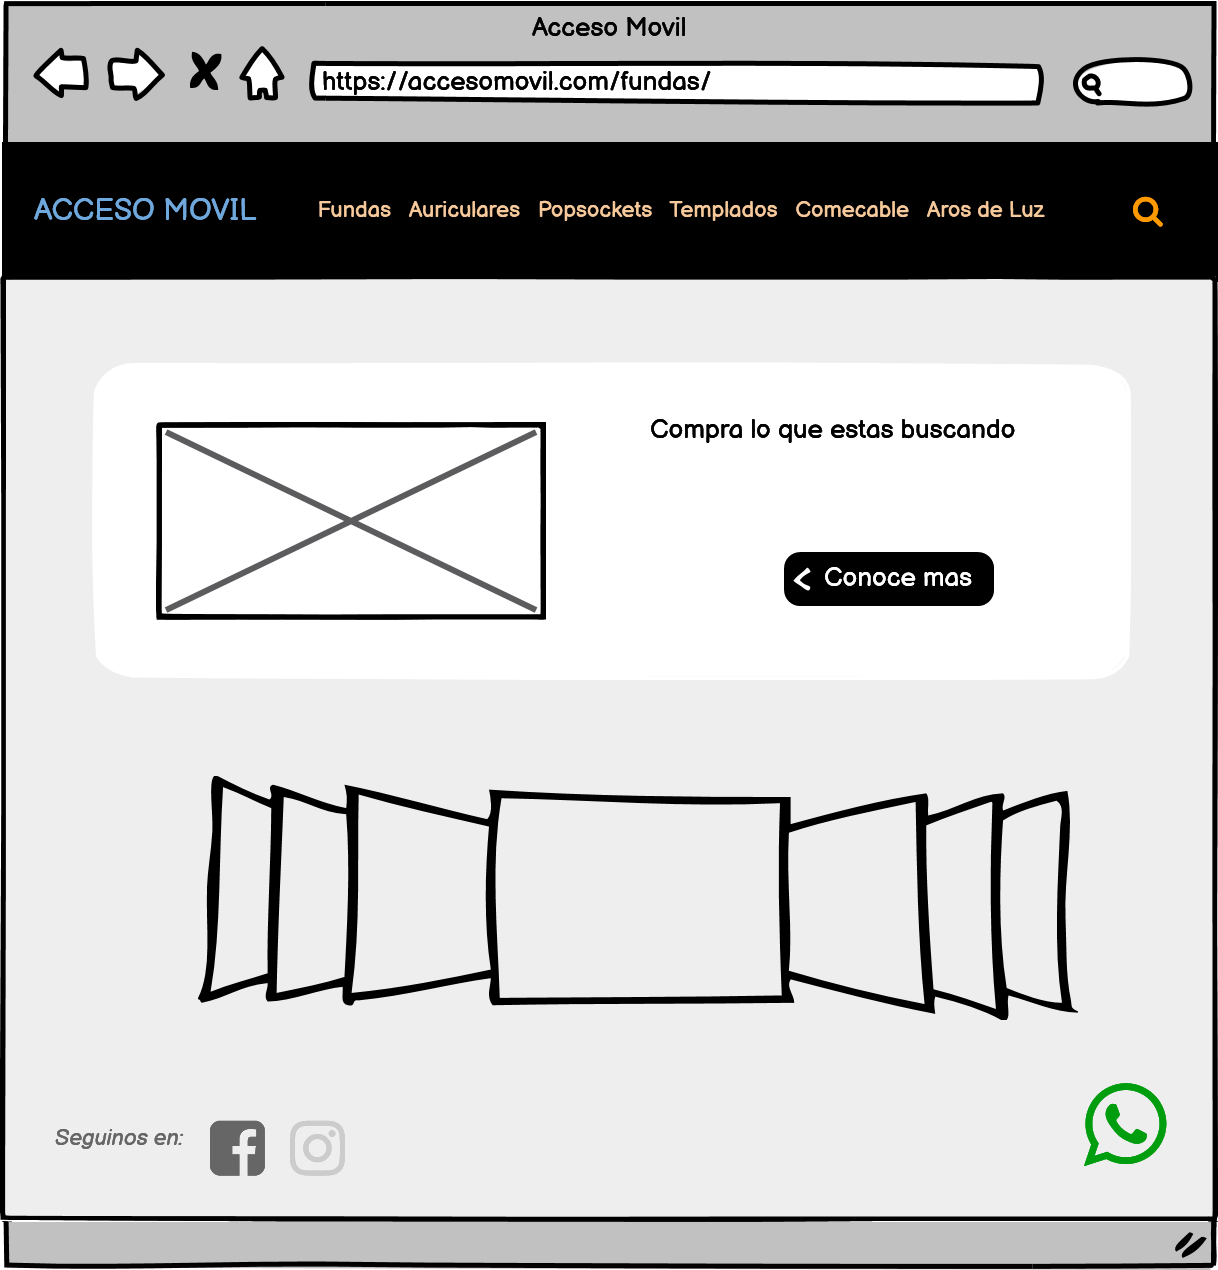 Acceso Movil
https://accesomovil.com/fundas/
ACCESO MOVIL Fundas Auriculares Popsockets Templados Comecable Aros de Luz
Compra lo que estas buscando
Conoce mas
Seguinos en: